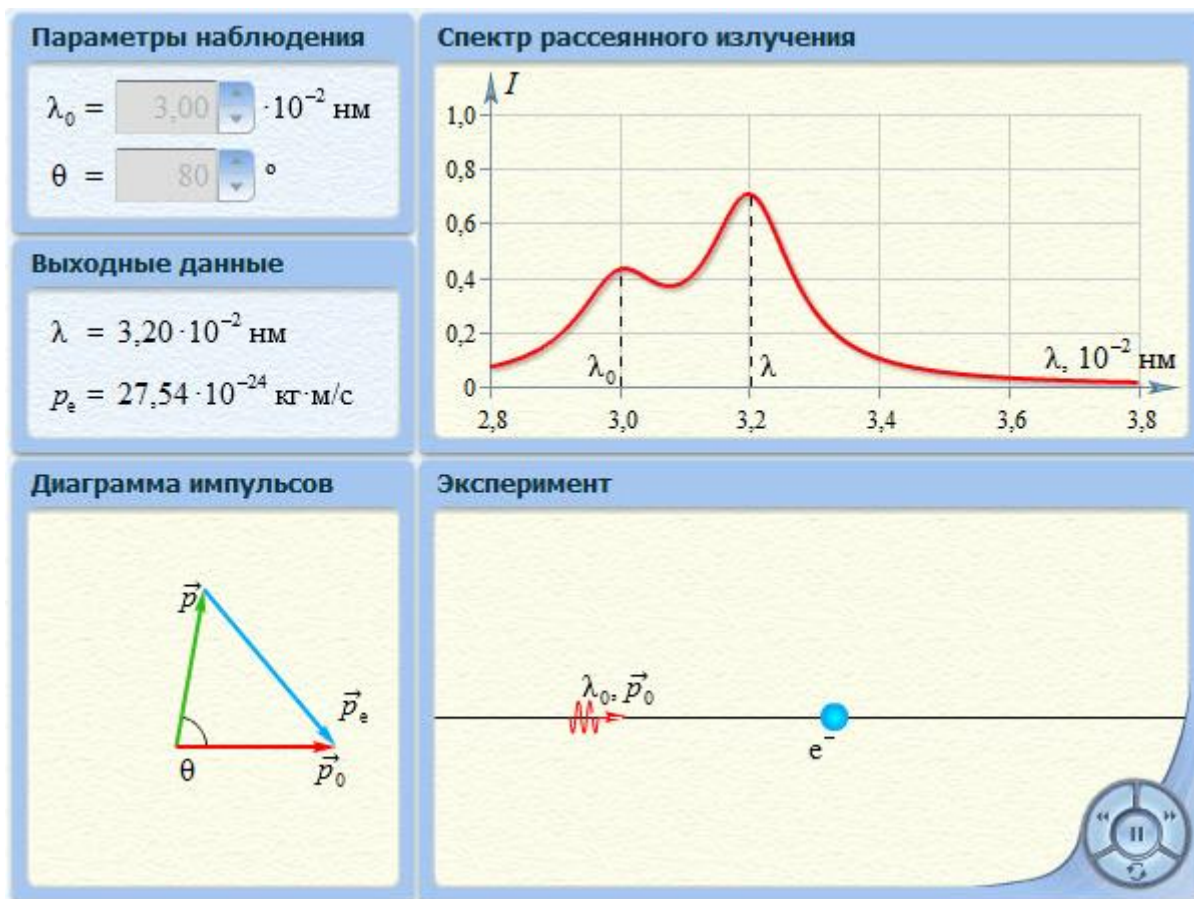 Параметры наблюдения
λ₀ = 3,00 ·10⁻² нм
θ = 80 °
Выходные данные
λ = 3,20·10⁻² нм
pₑ = 27,54·10⁻²⁴ кг·м/с
Спектр рассеянного излучения
I
1,0
0,8
0,6
0,4
0,2
0
λ₀
λ
λ, 10⁻² нм
2,8 3,0 3,2 3,4 3,6 3,8
Диаграмма импульсов
p⃗
p⃗ₑ
θ
p⃗₀
Эксперимент
λ₀, p⃗₀
e⁻